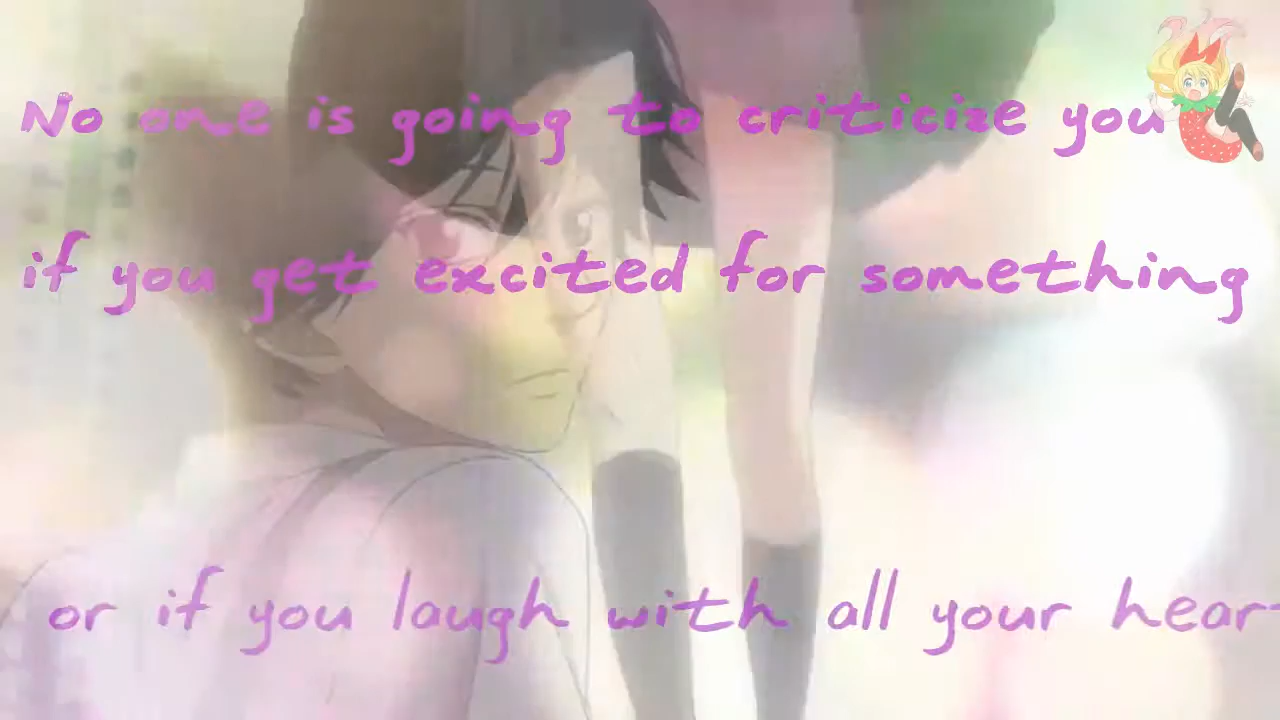 No one is going to criticize you
if you get excited for something
or if you laugh with all your heart